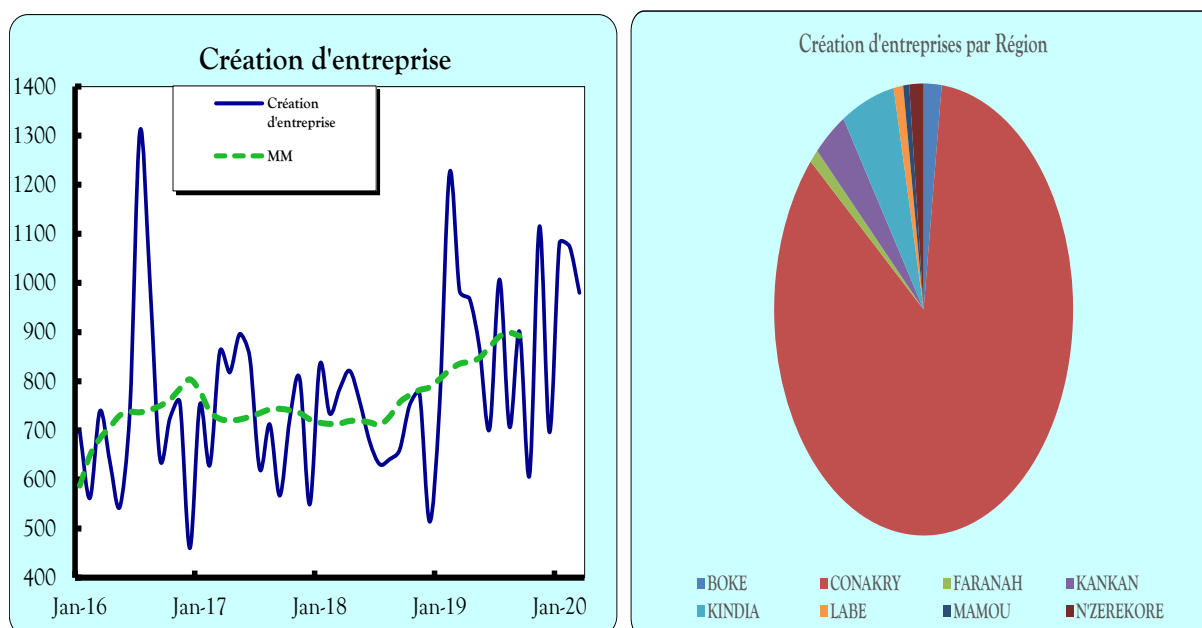 Création d'entreprise
1400
1300
1200
1100
1000
900
800
700
600
500
400
Création
d'entreprise
MM
Jan-16 Jan-17 Jan-18 Jan-19 Jan-20
Création d'entreprises par Région
BOKE CONAKRY FARANAH KANKAN
KINDIA LABE MAMOU N'ZEREKORE